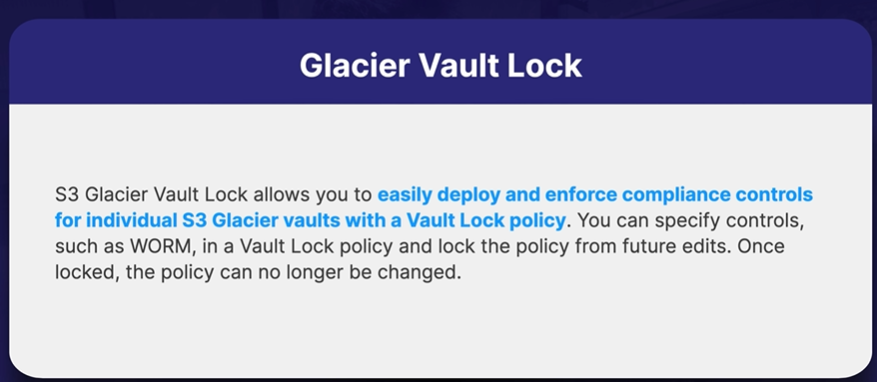 Glacier Vault Lock
S3 Glacier Vault Lock allows you to easily deploy and enforce compliance controls
for individual S3 Glacier vaults with a Vault Lock policy. You can specify controls,
such as WORM, in a Vault Lock policy and lock the policy from future edits. Once
locked, the policy can no longer be changed.